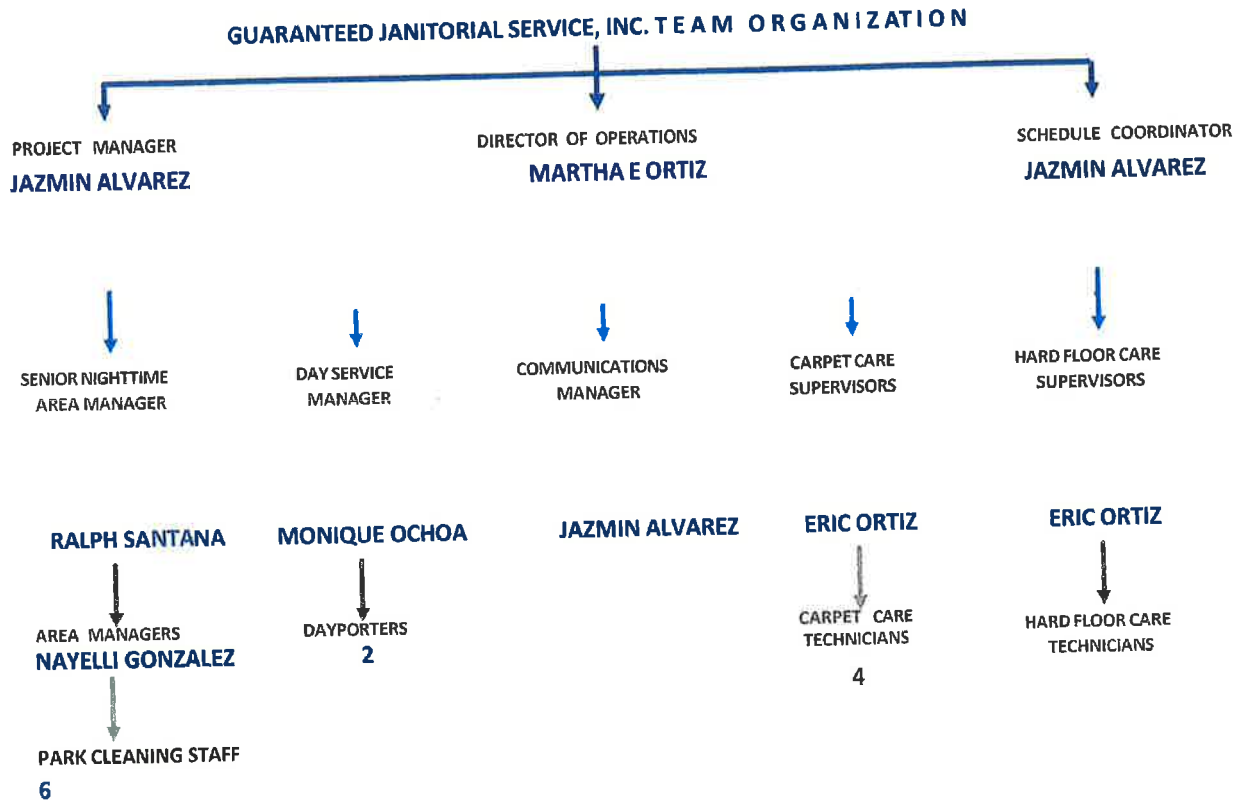 GUARANTEED JANITORIAL SERVICE, INC. TEAM ORGANIZATION
PROJECT MANAGER
JAZMIN ALVAREZ
DIRECTOR OF OPERATIONS
MARTHA E ORTIZ
SCHEDULE COORDINATOR
JAZMIN ALVAREZ
SENIOR NIGHTTIME
AREA MANAGER
DAY SERVICE
MANAGER
COMMUNICATIONS
MANAGER
CARPET CARE
SUPERVISORS
HARD FLOOR CARE
SUPERVISORS
RALPH SANTANA
MONIQUE OCHOA
JAZMIN ALVAREZ
ERIC ORTIZ
ERIC ORTIZ
AREA MANAGERS
NAYELLI GONZALEZ
DAYPORTERS
2
CARPET CARE
TECHNICIANS
4
HARD FLOOR CARE
TECHNICIANS
PARK CLEANING STAFF
6